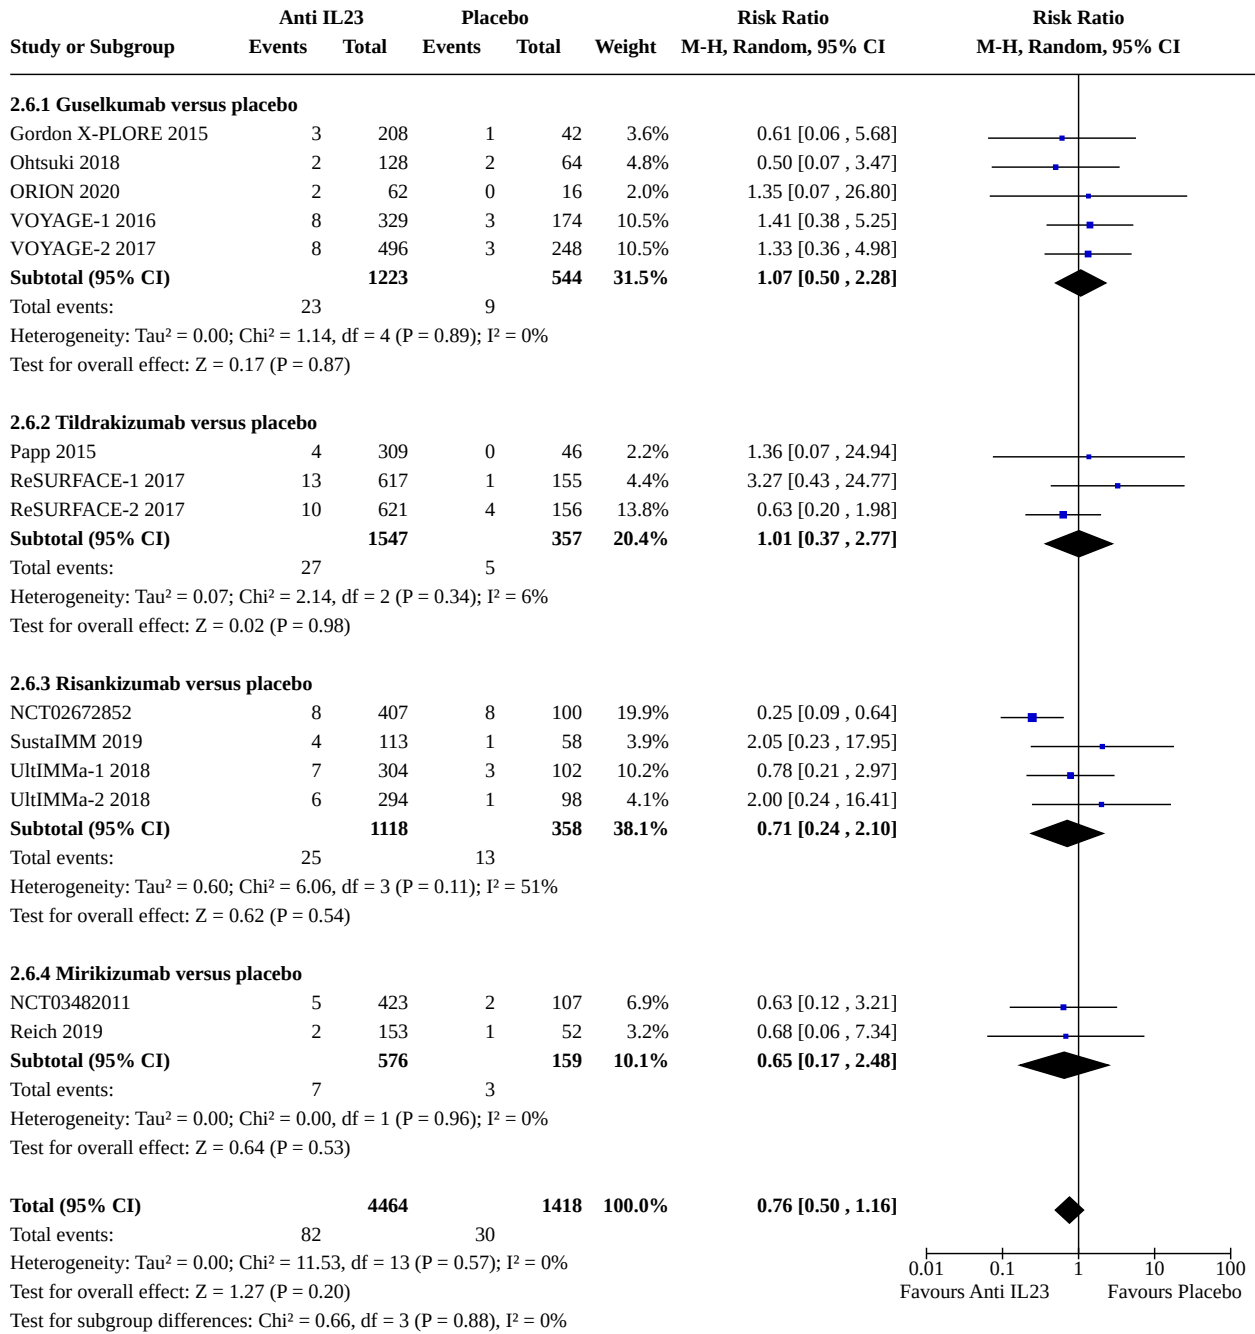 Anti IL23 Placebo Risk Ratio Risk Ratio
Study or Subgroup Events Total Events Total Weight M-H, Random, 95% CI M-H, Random, 95% CI
2.6.1 Guselkumab versus placebo
Gordon X-PLORE 2015 3 208 1 42 3.6% 0.61 [0.06 , 5.68]
Ohtsuki 2018 2 128 2 64 4.8% 0.50 [0.07 , 3.47]
ORION 2020 2 62 0 16 2.0% 1.35 [0.07 , 26.80]
VOYAGE-1 2016 8 329 3 174 10.5% 1.41 [0.38 , 5.25]
VOYAGE-2 2017 8 496 3 248 10.5% 1.33 [0.36 , 4.98]
Subtotal (95% CI) 1223 544 31.5% 1.07 [0.50 , 2.28]
Total events: 23 9
Heterogeneity: Tau² = 0.00; Chi² = 1.14, df = 4 (P = 0.89); I² = 0%
Test for overall effect: Z = 0.17 (P = 0.87)
2.6.2 Tildrakizumab versus placebo
Papp 2015 4 309 0 46 2.2% 1.36 [0.07 , 24.94]
ReSURFACE-1 2017 13 617 1 155 4.4% 3.27 [0.43 , 24.77]
ReSURFACE-2 2017 10 621 4 156 13.8% 0.63 [0.20 , 1.98]
Subtotal (95% CI) 1547 357 20.4% 1.01 [0.37 , 2.77]
Total events: 27 5
Heterogeneity: Tau² = 0.07; Chi² = 2.14, df = 2 (P = 0.34); I² = 6%
Test for overall effect: Z = 0.02 (P = 0.98)
2.6.3 Risankizumab versus placebo
NCT02672852 8 407 8 100 19.9% 0.25 [0.09 , 0.64]
SustaIMM 2019 4 113 1 58 3.9% 2.05 [0.23 , 17.95]
UltIMMa-1 2018 7 304 3 102 10.2% 0.78 [0.21 , 2.97]
UltIMMa-2 2018 6 294 1 98 4.1% 2.00 [0.24 , 16.41]
Subtotal (95% CI) 1118 358 38.1% 0.71 [0.24 , 2.10]
Total events: 25 13
Heterogeneity: Tau² = 0.60; Chi² = 6.06, df = 3 (P = 0.11); I² = 51%
Test for overall effect: Z = 0.62 (P = 0.54)
2.6.4 Mirikizumab versus placebo
NCT03482011 5 423 2 107 6.9% 0.63 [0.12 , 3.21]
Reich 2019 2 153 1 52 3.2% 0.68 [0.06 , 7.34]
Subtotal (95% CI) 576 159 10.1% 0.65 [0.17 , 2.48]
Total events: 7 3
Heterogeneity: Tau² = 0.00; Chi² = 0.00, df = 1 (P = 0.96); I² = 0%
Test for overall effect: Z = 0.64 (P = 0.53)
Total (95% CI) 4464 1418 100.0% 0.76 [0.50 , 1.16]
Total events: 82 30
Heterogeneity: Tau² = 0.00; Chi² = 11.53, df = 13 (P = 0.57); I² = 0%
0.01 0.1 1 10 100
Test for overall effect: Z = 1.27 (P = 0.20)
Favours Anti IL23 Favours Placebo
Test for subgroup differences: Chi² = 0.66, df = 3 (P = 0.88), I² = 0%